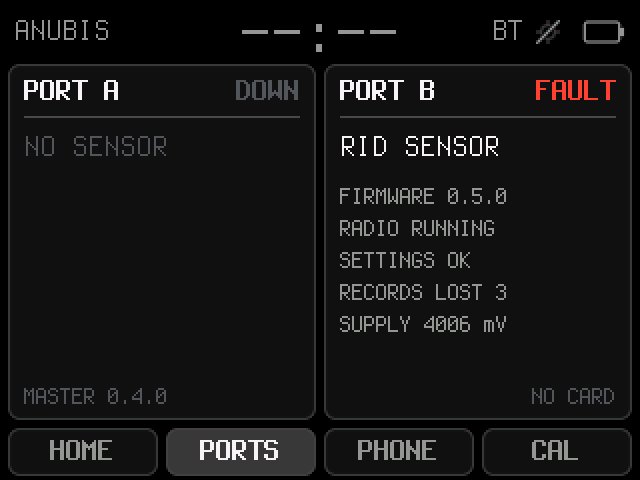 ANUBIS
--:--
BT
PORT A DOWN
NO SENSOR
MASTER 0.4.0
PORT B FAULT
RID SENSOR
FIRMWARE 0.5.0
RADIO RUNNING
SETTINGS OK
RECORDS LOST 3
SUPPLY 4006 mV
NO CARD
HOME
PORTS
PHONE
CAL